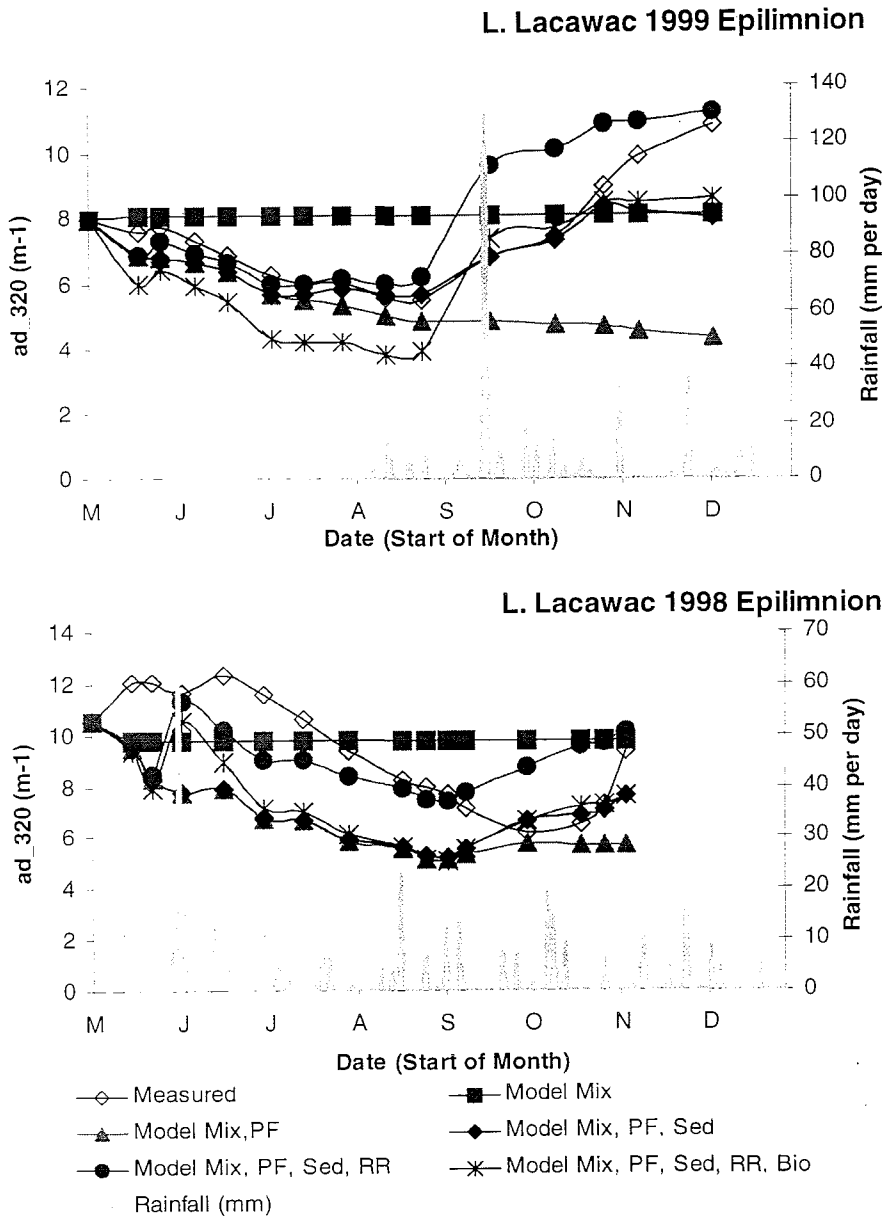 L. Lacawac 1999 Epilimnion
12
10
8
6
4
2
0
ad_320 (m-1)
140
120
100
80
60
40
20
0
Rainfall (mm per day)
M J J A S O N D
Date (Start of Month)
L. Lacawac 1998 Epilimnion
14
12
10
8
6
4
2
0
ad_320 (m-1)
70
60
50
40
30
20
10
0
Rainfall (mm per day)
M J J A S O N D
Date (Start of Month)
Measured
Model Mix
Model Mix,PF
Model Mix, PF, Sed
Model Mix, PF, Sed, RR
Model Mix, PF, Sed, RR, Bio
Rainfall (mm)